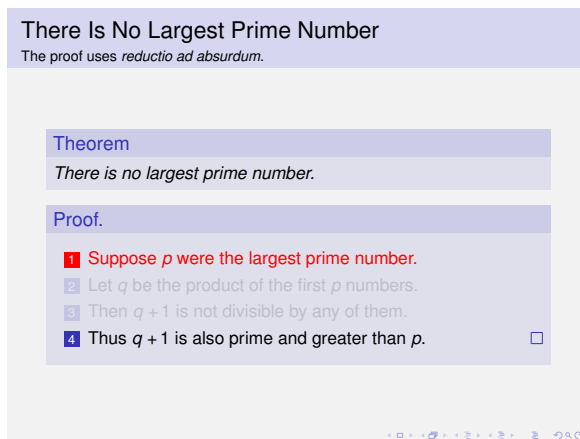 There Is No Largest Prime Number
The proof uses reductio ad absurdum.
Theorem
There is no largest prime number.
Proof.
1 Suppose p were the largest prime number.
2 Let q be the product of the first p numbers.
3 Then q + 1 is not divisible by any of them.
4 Thus q + 1 is also prime and greater than p.